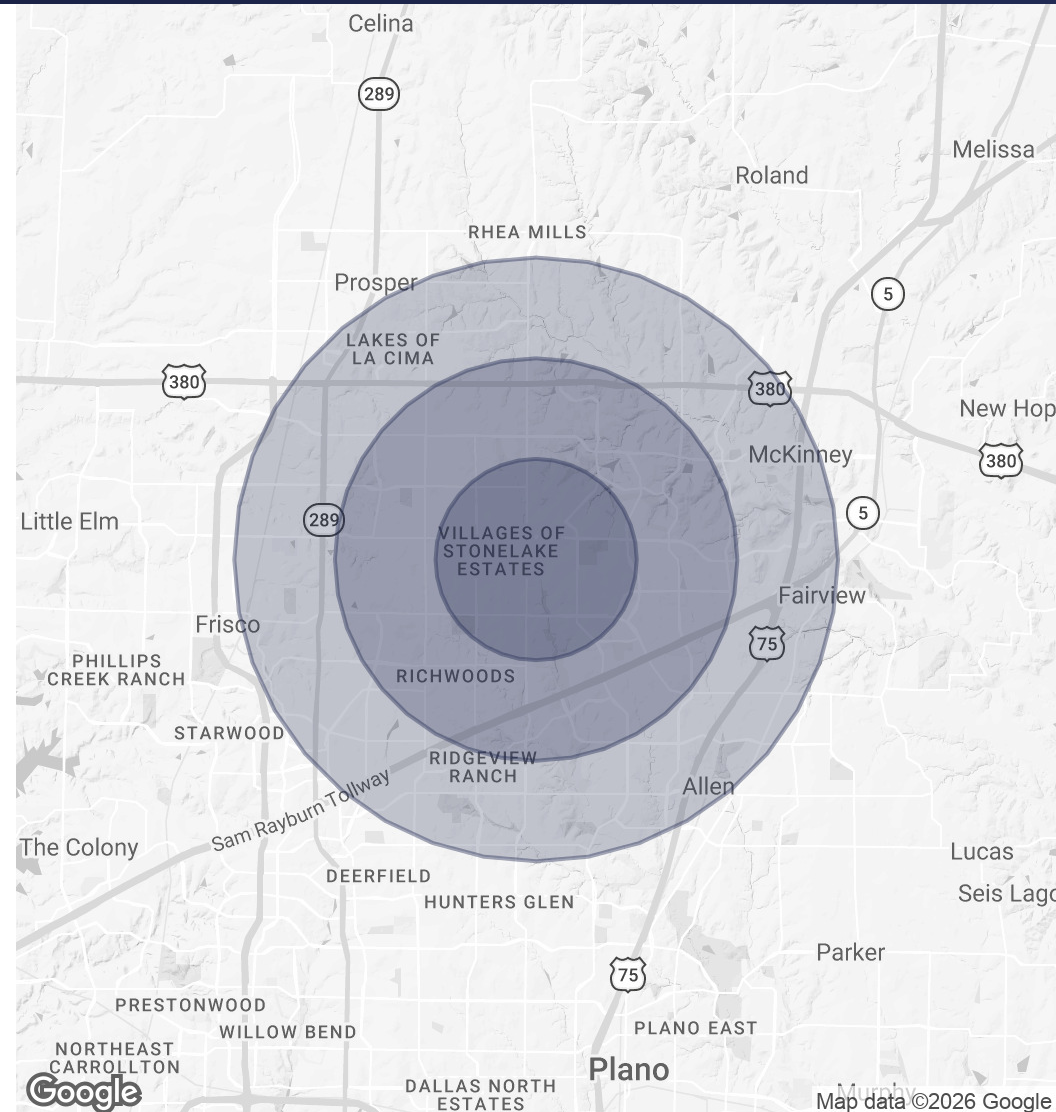 Celina
289
Melissa
Roland
RHEA MILLS
Prosper
5
LAKES OF
LA CIMA
380
380
New Hop
McKinney
380
Little Elm
289
5
VILLAGES OF
STONELAKE
ESTATES
Fairview
Frisco
75
PHILLIPS
CREEK RANCH
RICHWOODS
STARWOOD
RIDGEVIEW
RANCH
Allen
Sam Rayburn Tollway
The Colony
Lucas
DEERFIELD
Seis Lago
HUNTERS GLEN
Parker
75
PRESTONWOOD
WILLOW BEND
PLANO EAST
NORTHEAST
CARROLLTON
Plano
Google
DALLAS NORTH
ESTATES
Murphy
Map data ©2026 Google